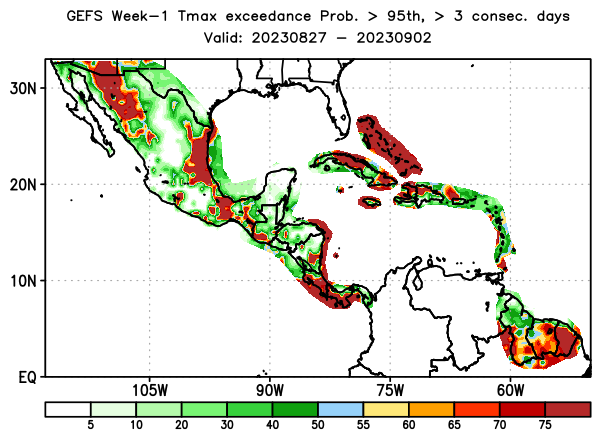 GEFS Week-1 Tmax exceedance Prob. > 95th, > 3 consec. days
Valid: 20230827 - 20230902
30N
20N
10N
EQ
105W 90W 75W 60W
5 20 30 40 50 55 60 65 70 75